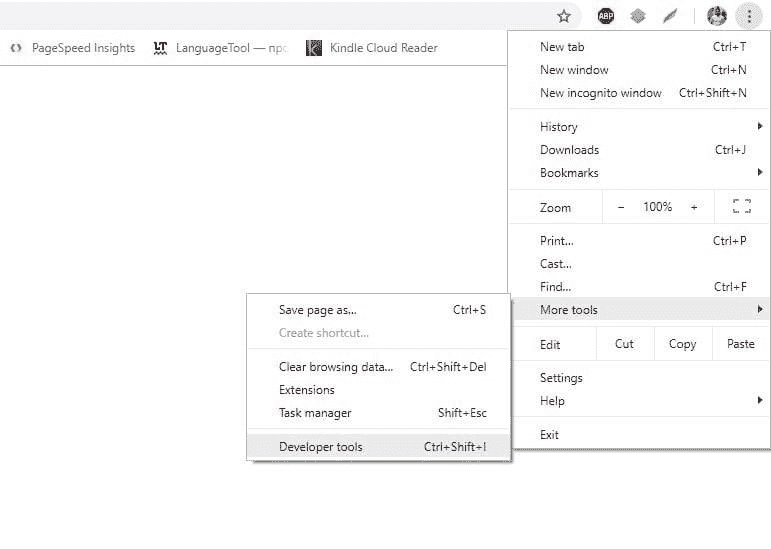 ABP
PageSpeed Insights LT LanguageTool — про Kindle Cloud Reader
New tab Ctrl+T
New window Ctrl+N
New incognito window Ctrl+Shift+N
History
Downloads Ctrl+J
Bookmarks
Zoom − 100% +
Print... Ctrl+P
Cast...
Find... Ctrl+F
More tools
Edit Cut Copy Paste
Settings
Help
Exit
Save page as... Ctrl+S
Create shortcut...
Clear browsing data... Ctrl+Shift+Del
Extensions
Task manager Shift+Esc
Developer tools Ctrl+Shift+I